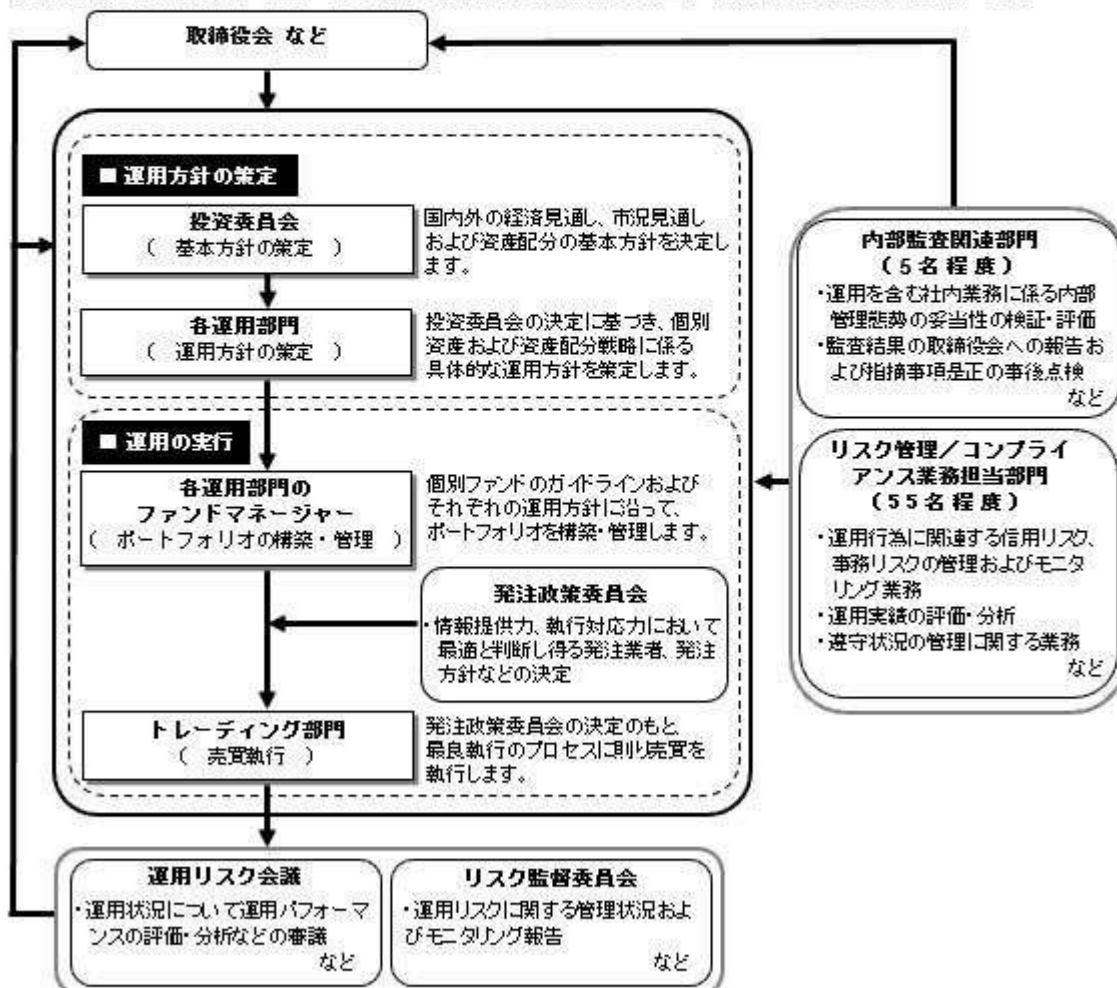 取締役会 など
■ 運用方針の策定
投資委員会
( 基本方針の策定 )
国内外の経済見通し、市況見通し
および資産配分の基本方針を決定し
ます。
各運用部門
( 運用方針の策定 )
投資委員会の決定に基づき、個別
資産および資産配分戦略に係る
具体的な運用方針を策定します。
■ 運用の実行
各運用部門の
ファンドマネージャー
( ポートフォリオの構築・管理 )
個別ファンドのガイドラインおよび
それぞれの運用方針に沿って、
ポートフォリオを構築・管理します。
発注政策委員会
・情報提供力、執行対応力において
最適と判断し得る発注業者、発注
方針などの決定
トレーディング部門
( 売買執行 )
発注政策委員会の決定のもと、
最良執行のプロセスに則り売買を
執行します。
内部監査関連部門
(5名程度)
・運用を含む社内業務に係る内部
管理態勢の妥当性の検証・評価
・監査結果の取締役会への報告お
よび指摘事項是正の事後点検
など
リスク管理/コンプライ
アンス業務担当部門
(55名程度)
・運用行為に関連する信用リスク、
事務リスクの管理およびモニタ
リング業務
・運用実績の評価・分析
・遵守状況の管理に関する業務
など
運用リスク会議
・運用状況について運用パフォーマ
ンスの評価・分析などの審議
など
リスク監督委員会
・運用リスクに関する管理状況およ
びモニタリング報告
など